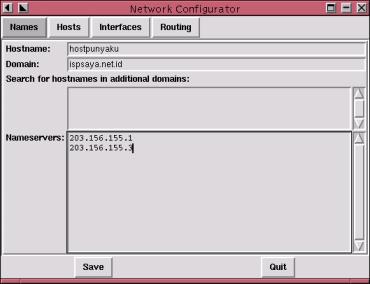 Network Configurator
Names Hosts Interfaces Routing
Hostname: hostpunyaku
Domain: ispsaya.net.id
Search for hostnames in additional domains:
Nameservers: 203.156.155.1
203.156.155.3
Save Quit